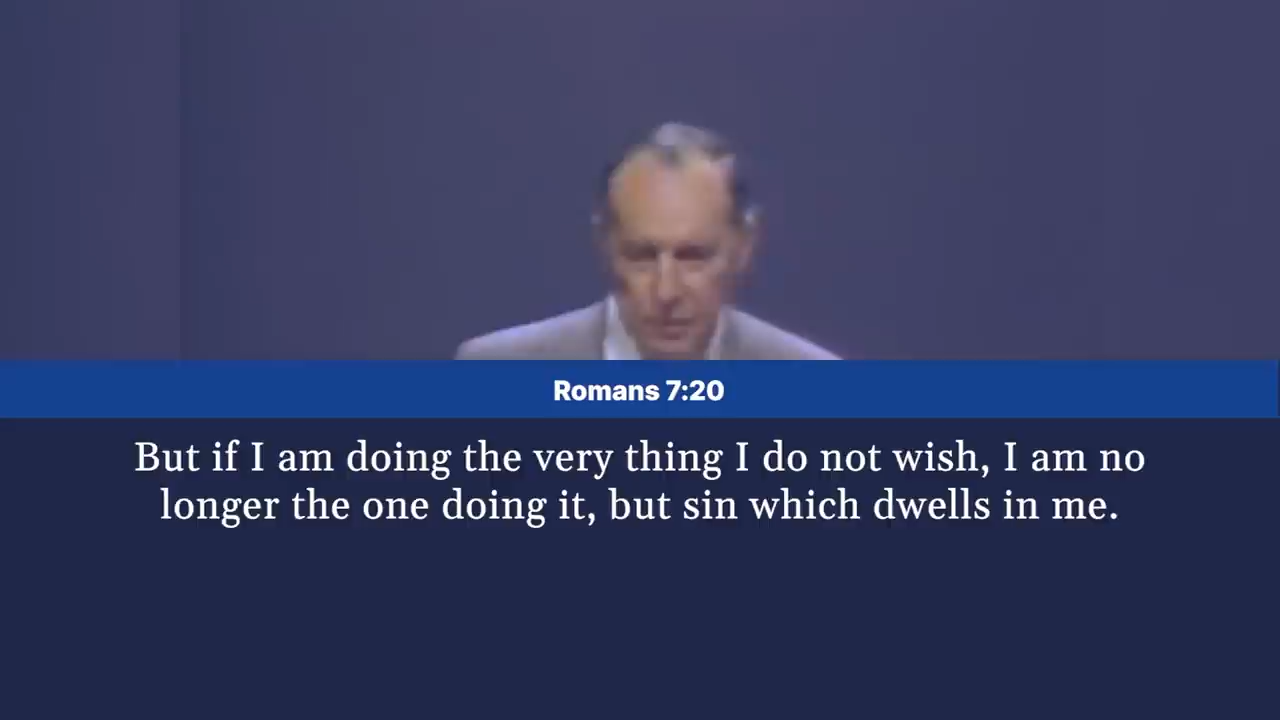 Romans 7:20
But if I am doing the very thing I do not wish, I am no
longer the one doing it, but sin which dwells in me.